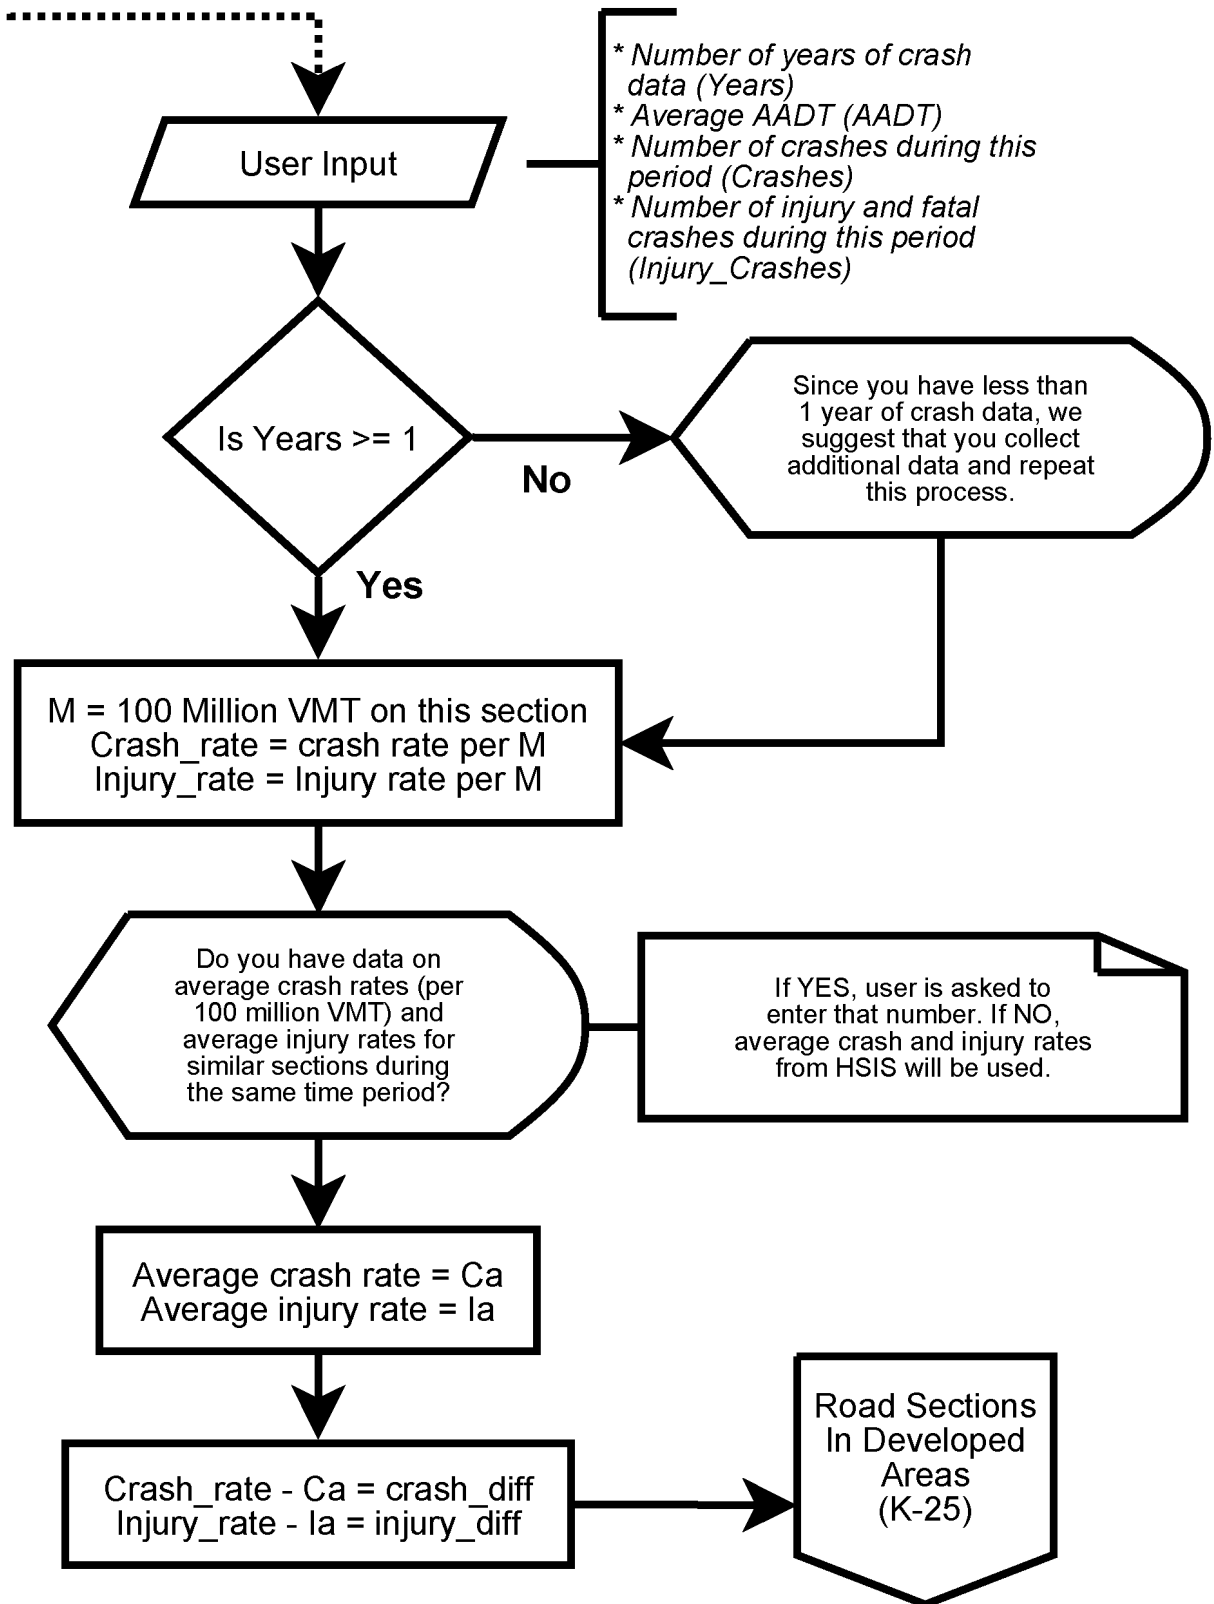 * Number of years of crash
data (Years)
* Average AADT (AADT)
* Number of crashes during this
period (Crashes)
* Number of injury and fatal
crashes during this period
(Injury_Crashes)
User Input
Is Years >= 1
No
Since you have less than
1 year of crash data, we
suggest that you collect
additional data and repeat
this process.
Yes
M = 100 Million VMT on this section
Crash_rate = crash rate per M
Injury_rate = Injury rate per M
Do you have data on
average crash rates (per
100 million VMT) and
average injury rates for
similar sections during
the same time period?
If YES, user is asked to
enter that number. If NO,
average crash and injury rates
from HSIS will be used.
Average crash rate = Ca
Average injury rate = Ia
Crash_rate - Ca = crash_diff
Injury_rate - Ia = injury_diff
Road Sections
In Developed
Areas
(K-25)